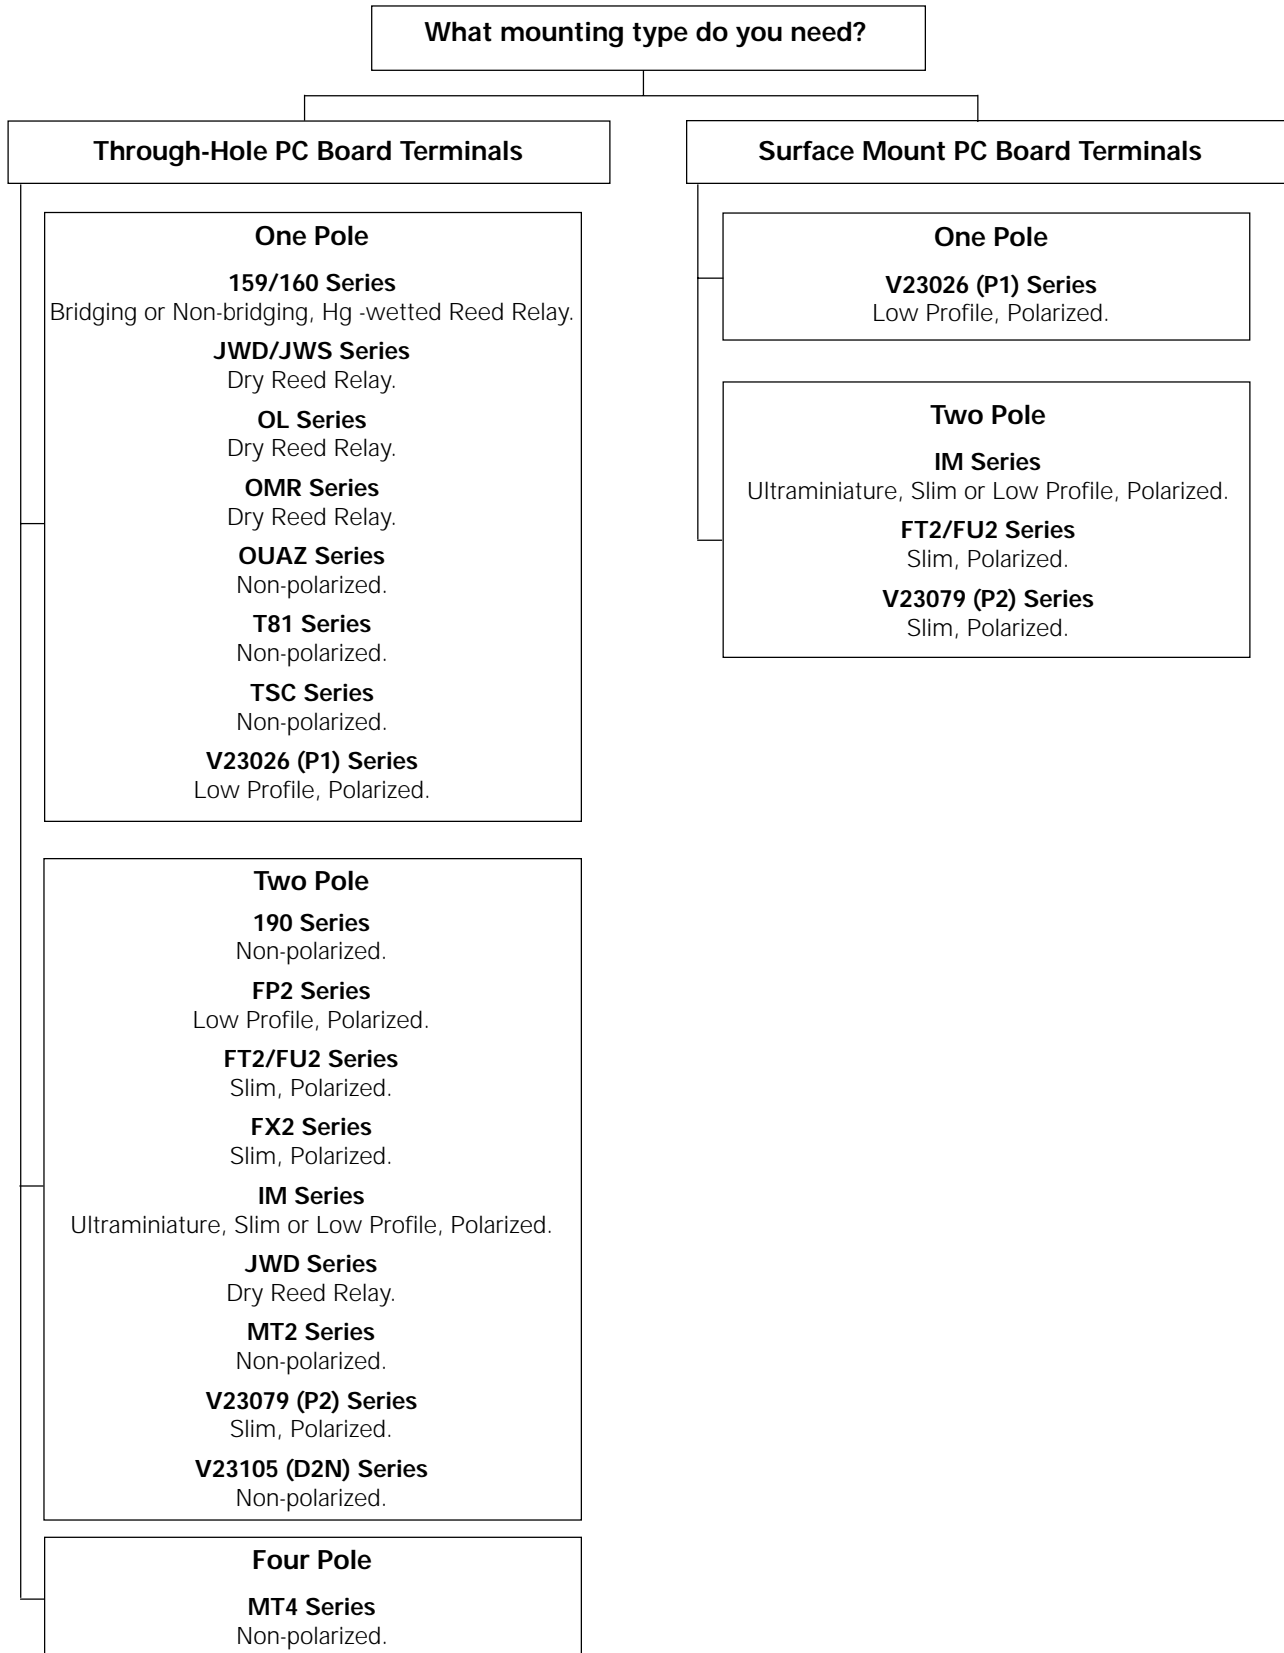 What mounting type do you need?
Through-Hole PC Board Terminals
One Pole
159/160 Series
Bridging or Non-bridging, Hg -wetted Reed Relay.
JWD/JWS Series
Dry Reed Relay.
OL Series
Dry Reed Relay.
OMR Series
Dry Reed Relay.
OUAZ Series
Non-polarized.
T81 Series
Non-polarized.
TSC Series
Non-polarized.
V23026 (P1) Series
Low Profile, Polarized.
Two Pole
190 Series
Non-polarized.
FP2 Series
Low Profile, Polarized.
FT2/FU2 Series
Slim, Polarized.
FX2 Series
Slim, Polarized.
IM Series
Ultraminiature, Slim or Low Profile, Polarized.
JWD Series
Dry Reed Relay.
MT2 Series
Non-polarized.
V23079 (P2) Series
Slim, Polarized.
V23105 (D2N) Series
Non-polarized.
Four Pole
MT4 Series
Non-polarized.
Surface Mount PC Board Terminals
One Pole
V23026 (P1) Series
Low Profile, Polarized.
Two Pole
IM Series
Ultraminiature, Slim or Low Profile, Polarized.
FT2/FU2 Series
Slim, Polarized.
V23079 (P2) Series
Slim, Polarized.